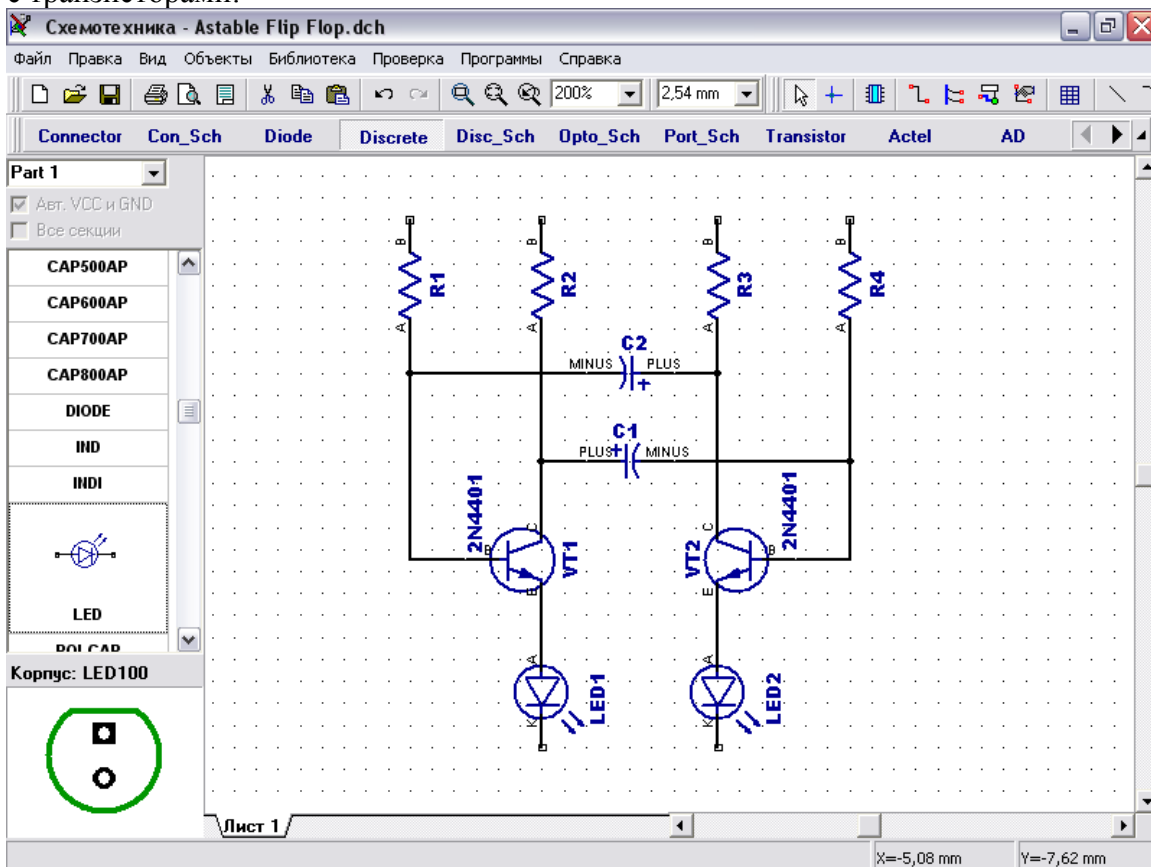 с транзисторами.
Схемотехника - Astable Flip Flop.dch
Файл Правка Вид Объекты Библиотека Проверка Программы Справка
200% 2,54 mm
Connector Con_Sch Diode Discrete Disc_Sch Opto_Sch Port_Sch Transistor Actel AD
Part 1
Авт. VCC и GND
Все секции
CAP500AP
CAP600AP
CAP700AP
CAP800AP
DIODE
IND
INDI
LED
POLCAP
Корпус: LED100
B B B B
R1 R2 R3 R4
A A A A
C2
MINUS PLUS
+
C1
PLUS + MINUS
2N4401 2N4401
C C
B B
VT1 VT2
E E
A A
LED1 LED2
K K
Лист 1
X=-5,08 mm Y=-7,62 mm